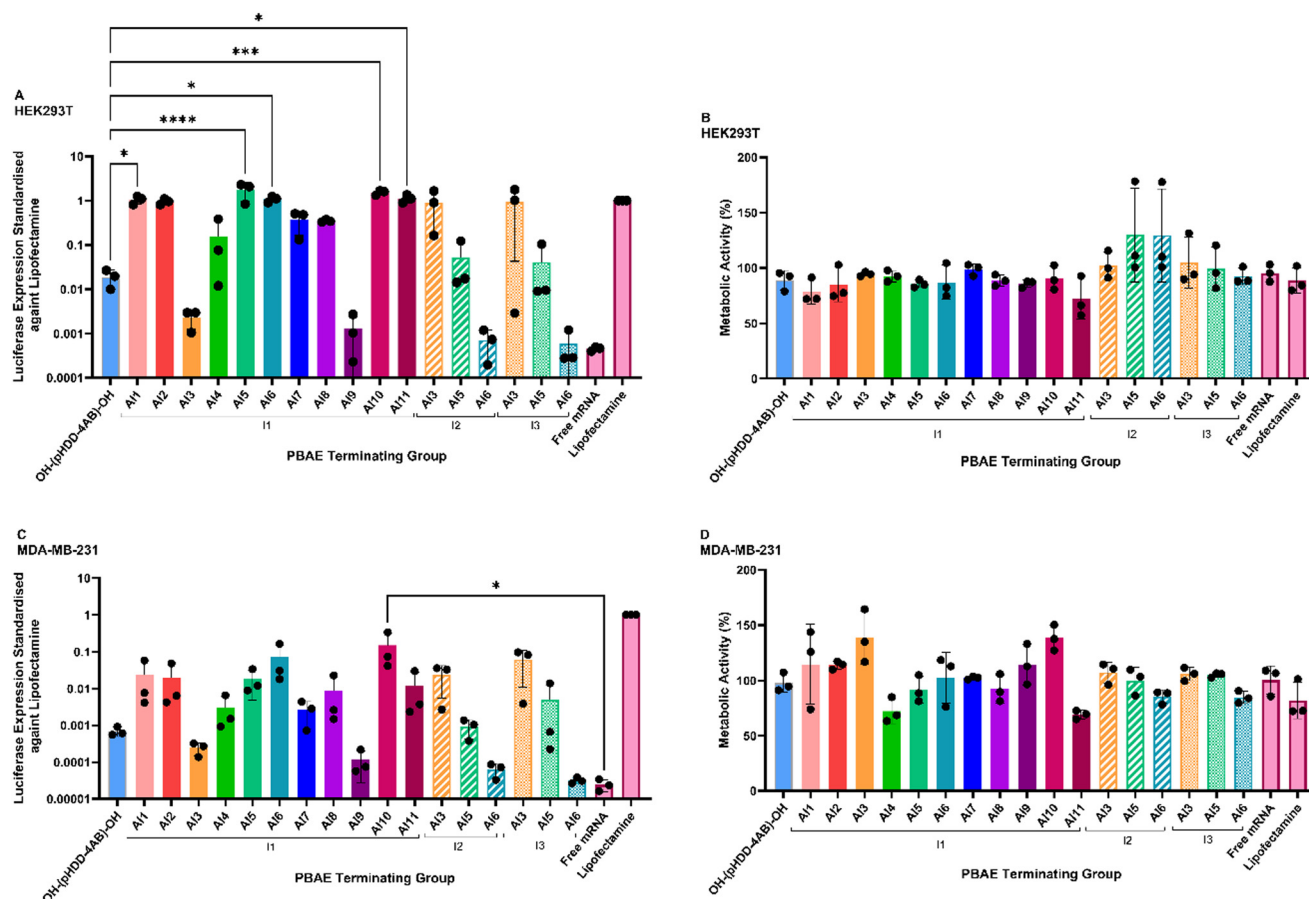 *
***
*
****
*
A
HEK293T
Luciferase Expression Standardised
againt Lipofectamine
10
1
0.1
0.01
0.001
0.0001
OH-(pHDD-4AB)-OH
AI1
AI2
AI3
AI4
AI5
AI6
AI7
AI8
AI9
AI10
AI11
AI3
AI5
AI6
AI3
AI5
AI6
Free mRNA
Lipofectamine
I1
I2
I3
PBAE Terminating Group
B
HEK293T
Metabolic Activity (%)
200
150
100
50
0
OH-(pHDD-4AB)-OH
AI1
AI2
AI3
AI4
AI5
AI6
AI7
AI8
AI9
AI10
AI11
AI3
AI5
AI6
AI3
AI5
AI6
Free mRNA
Lipofectamine
I1
I2
I3
PBAE Terminating Group
C
MDA-MB-231
*
Luciferase Expression Standardised
againt Lipofectamine
10
1
0.1
0.01
0.001
0.0001
0.00001
OH-(pHDD-4AB)-OH
AI1
AI2
AI3
AI4
AI5
AI6
AI7
AI8
AI9
AI10
AI11
AI3
AI5
AI6
AI3
AI5
AI6
Free mRNA
Lipofectamine
I1
I2
I3
PBAE Terminating Group
D
MDA-MB-231
Metabolic Activity (%)
200
150
100
50
0
OH-(pHDD-4AB)-OH
AI1
AI2
AI3
AI4
AI5
AI6
AI7
AI8
AI9
AI10
AI11
AI3
AI5
AI6
AI3
AI5
AI6
Free mRNA
Lipofectamine
I1
I2
I3
PBAE Terminating Group